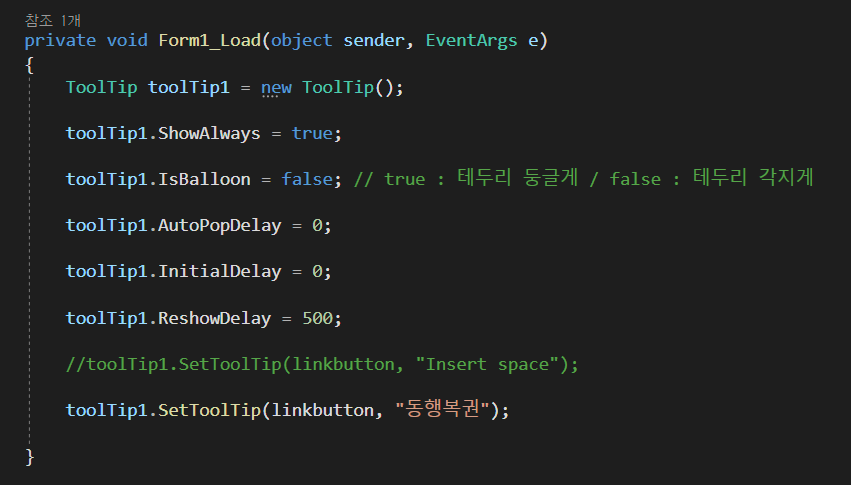 참조 1개
private void Form1_Load(object sender, EventArgs e)
{
ToolTip toolTip1 = new ToolTip();
toolTip1.ShowAlways = true;
toolTip1.IsBalloon = false; // true : 테두리 둥글게 / false : 테두리 각지게
toolTip1.AutoPopDelay = 0;
toolTip1.InitialDelay = 0;
toolTip1.ReshowDelay = 500;
//toolTip1.SetToolTip(linkbutton, "Insert space");
toolTip1.SetToolTip(linkbutton, "동행복권");
}